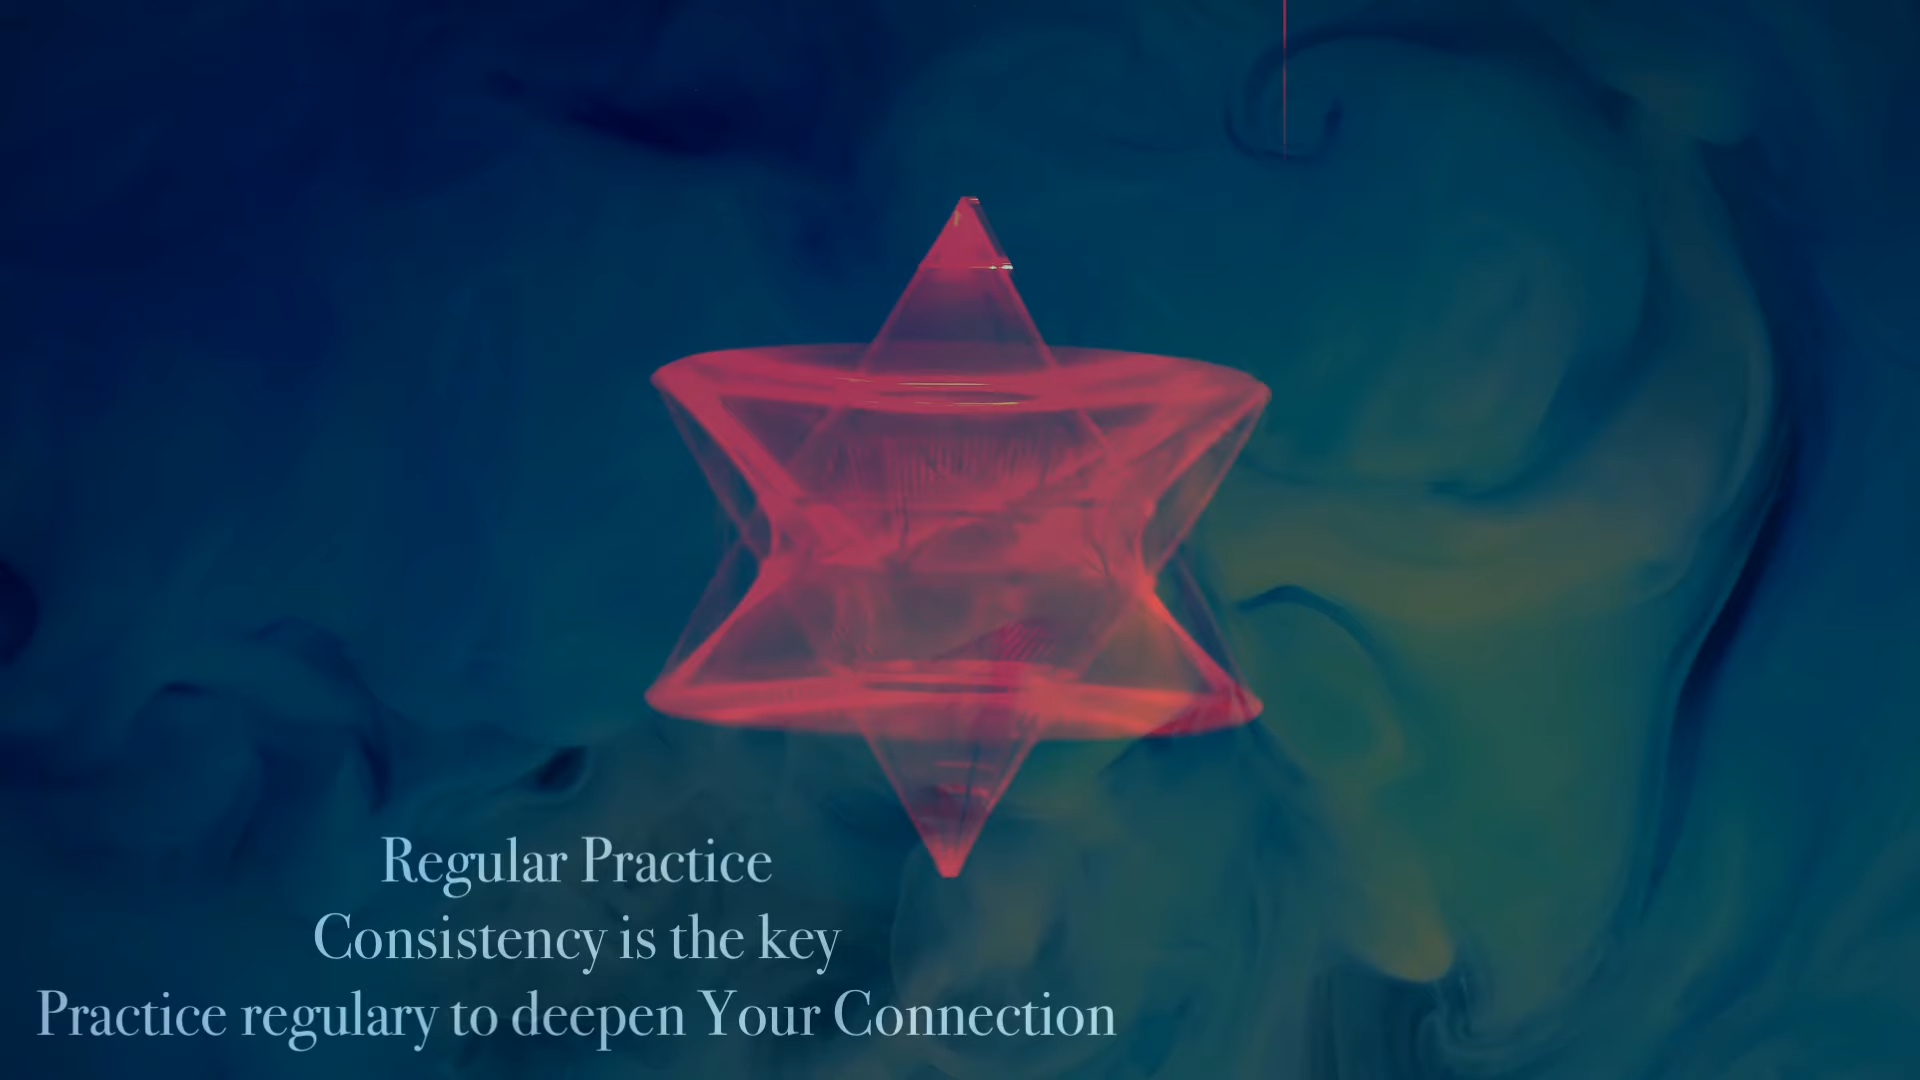 Regular Practice
Consistency is the key
Practice regulary to deepen Your Connection